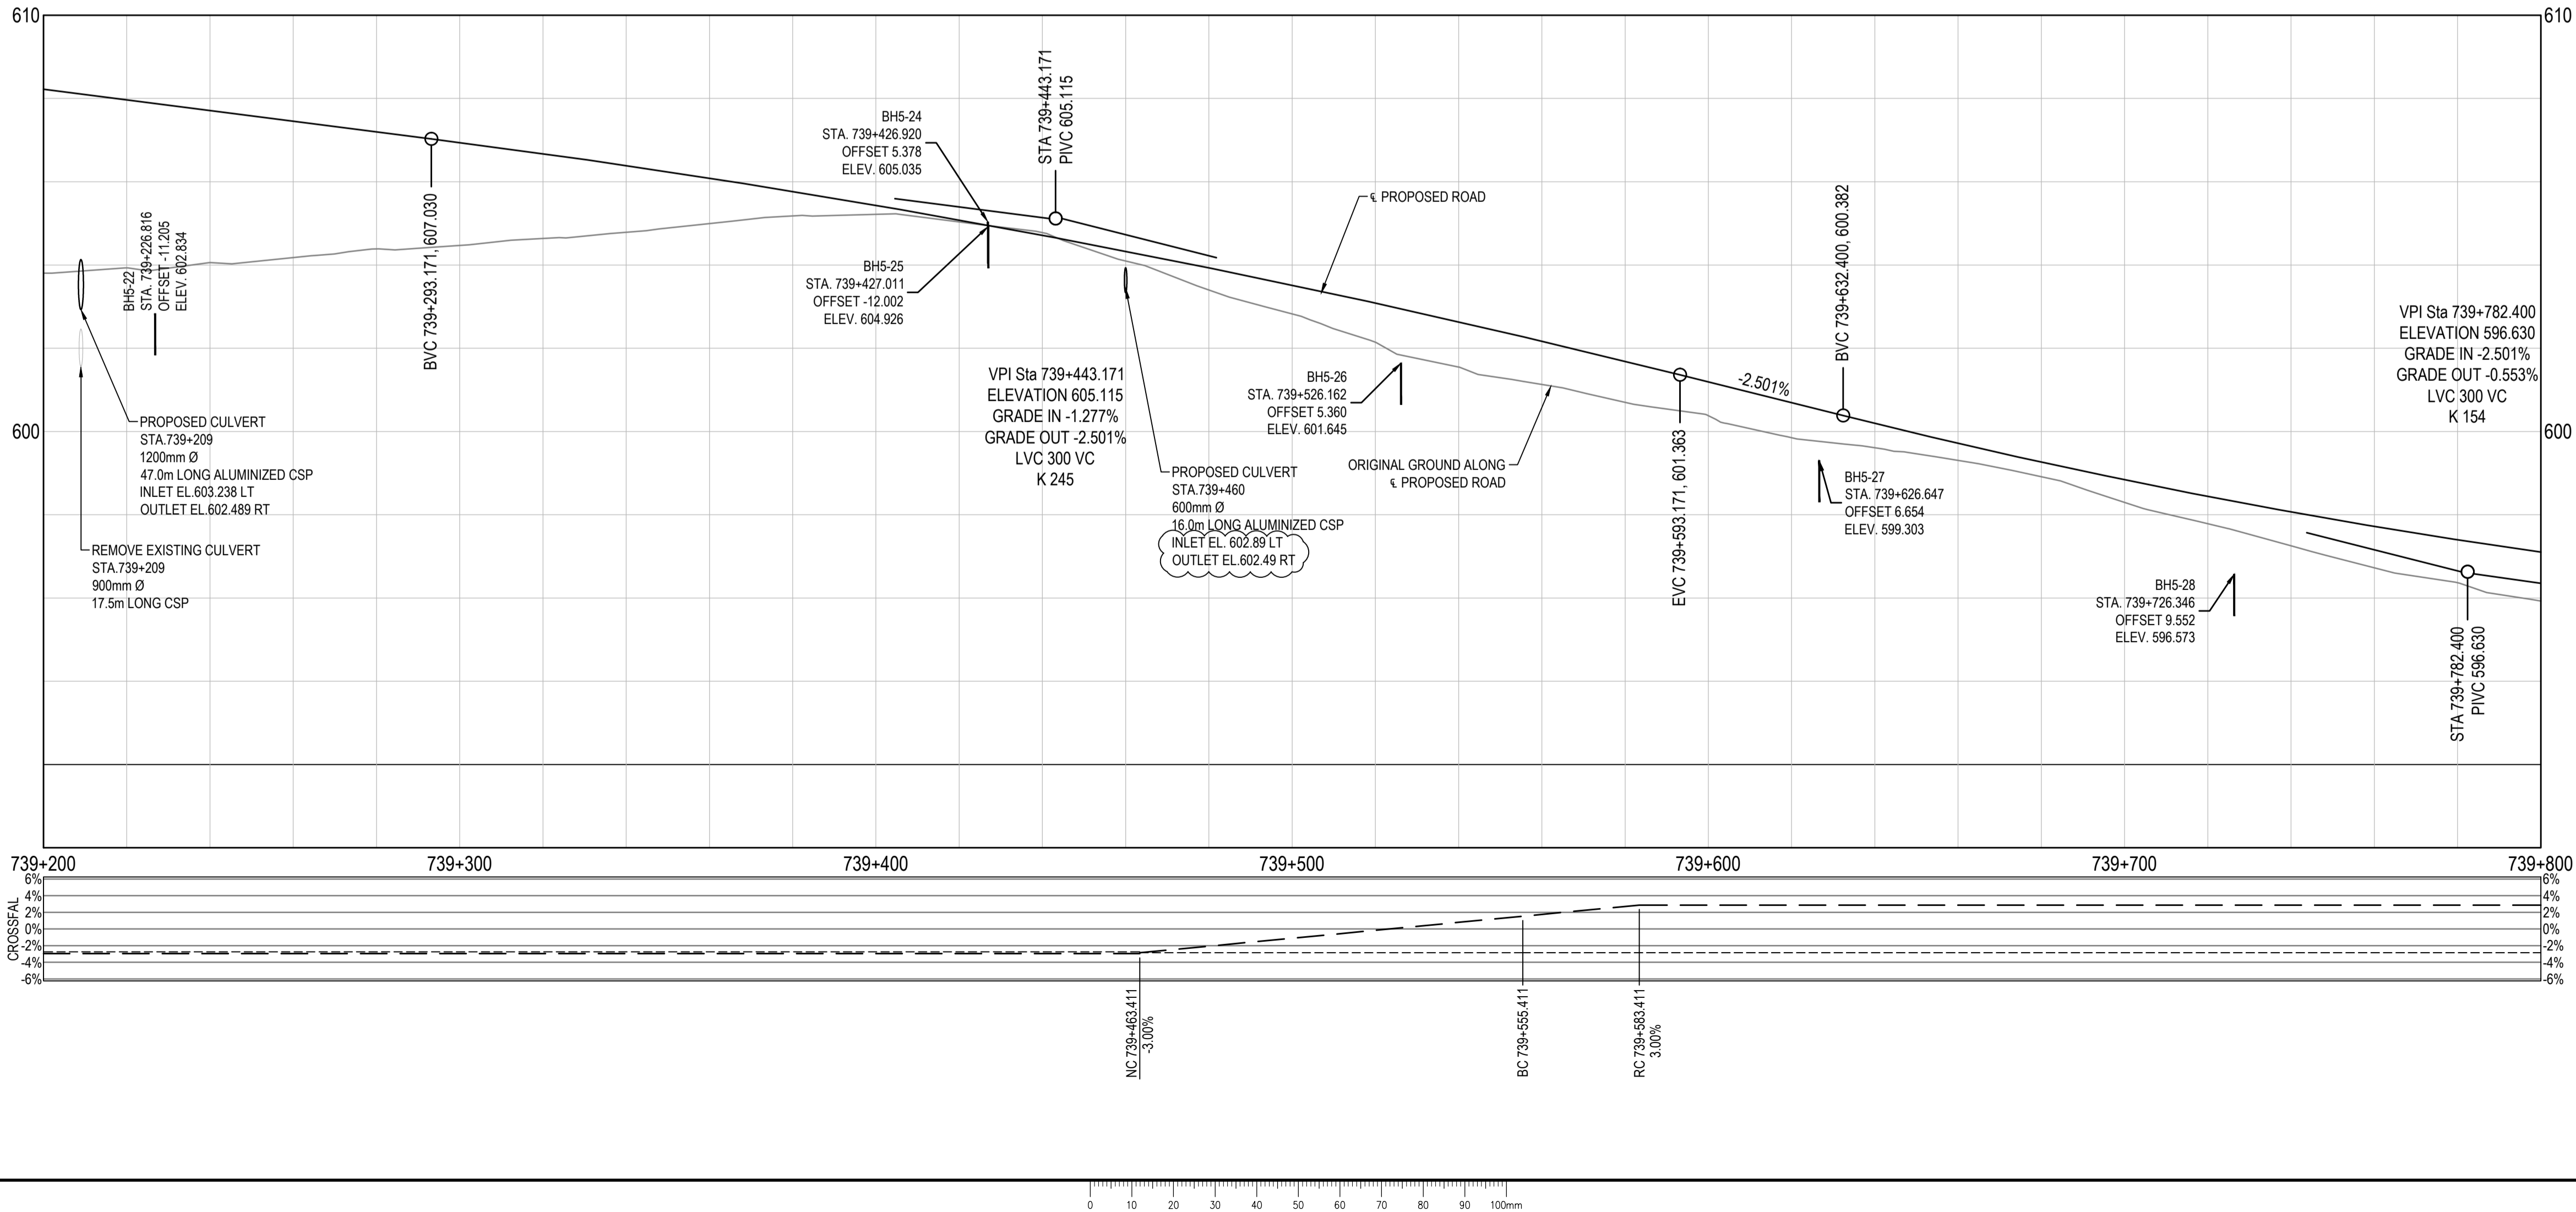 610
610
600
600
BH5-22
STA. 739+226.816
OFFSET -11.205
ELEV. 602.834
PROPOSED CULVERT
STA.739+209
1200mm Ø
47.0m LONG ALUMINIZED CSP
INLET EL.603.238 LT
OUTLET EL.602.489 RT
REMOVE EXISTING CULVERT
STA.739+209
900mm Ø
17.5m LONG CSP
BVC 739+293.171, 607.030
BH5-24
STA. 739+426.920
OFFSET 5.378
ELEV. 605.035
BH5-25
STA. 739+427.011
OFFSET -12.002
ELEV. 604.926
STA 739+443.171
PIVC 605.115
VPI Sta 739+443.171
ELEVATION 605.115
GRADE IN -1.277%
GRADE OUT -2.501%
LVC 300 VC
K 245
PROPOSED CULVERT
STA.739+460
600mm Ø
16.0m LONG ALUMINIZED CSP
INLET EL. 602.89 LT
OUTLET EL.602.49 RT
BH5-26
STA. 739+526.162
OFFSET 5.360
ELEV. 601.645
℄ PROPOSED ROAD
ORIGINAL GROUND ALONG
℄ PROPOSED ROAD
EVC 739+593.171, 601.363
-2.501%
BVC 739+632.400, 600.382
BH5-27
STA. 739+626.647
OFFSET 6.654
ELEV. 599.303
BH5-28
STA. 739+726.346
OFFSET 9.552
ELEV. 596.573
VPI Sta 739+782.400
ELEVATION 596.630
GRADE IN -2.501%
GRADE OUT -0.553%
LVC 300 VC
K 154
STA 739+782.400
PIVC 596.630
739+200
739+300
739+400
739+500
739+600
739+700
739+800
CROSSFAL
6%
4%
2%
0%
-2%
-4%
-6%
6%
4%
2%
0%
-2%
-4%
-6%
NC 739+463.411
-3.00%
BC 739+555.411
RC 739+583.411
3.00%
0 10 20 30 40 50 60 70 80 90 100mm